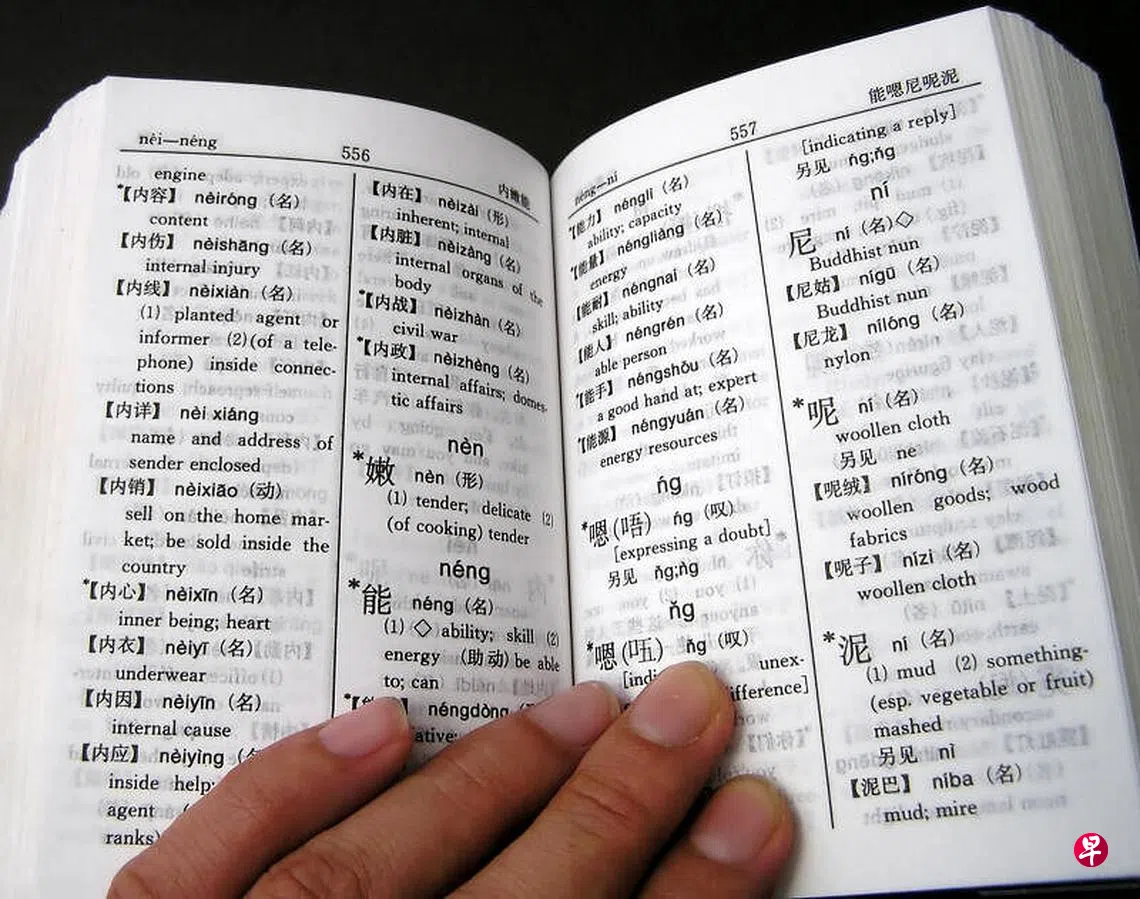 nèi—néng
556
内嫩能
engine
*【内容】 nèiróng（名）
content
【内伤】 nèishāng（名）
internal injury
【内线】 nèixiàn（名）
(1) planted agent or
informer (2)(of a tele-
phone) inside connec-
tions
【内详】 nèi xiáng
name and address of
sender enclosed
【内销】 nèixiāo（动）
sell on the home mar-
ket; be sold inside the
country
*【内心】 nèixīn（名）
inner being; heart
【内衣】 nèiyī（名）
underwear
【内因】 nèiyīn（名）
internal cause
【内应】 nèiyìng
inside help;
agent
ranks)
【内在】 nèizài（形）
inherent; internal
【内脏】 nèizàng（名）
internal organs of the
body
*【内战】 nèizhàn（名）
civil war
*【内政】 nèizhèng（名）
internal affairs; domes-
tic affairs
nèn
*嫩 nèn（形）
(1) tender; delicate (2)
(of cooking) tender
néng
*能 néng（名）
(1) ◇ ability; skill (2)
energy （助动）be able
to; can
néngdòng
néng—ní
557
能嗯尼呢泥
*【能力】 nénglì（名）
ability; capacity
*【能量】 néngliàng（名）
energy
【能耐】 néngnai（名）
skill; ability
【能人】 néngrén（名）
able person
*【能手】 néngshǒu（名）
a good hand at; expert
*【能源】 néngyuán（名）
energy resources
ńg
*嗯(唔) ńg（叹）
[expressing a doubt]
另见 ňg;ǹg
ňg
*嗯(㕶) ňg（叹）
unex-
ifference]
[indicating a reply]
另见 ńg;ňg
ní
尼 ní（名）◇
Buddhist nun
【尼姑】 nígū（名）
Buddhist nun
【尼龙】 nílóng（名）
nylon
*呢 ní（名）
woollen cloth
另见 ne
【呢绒】 níróng（名）
woollen goods; wood
fabrics
【呢子】 nízi（名）
woollen cloth
*泥 ní（名）
(1) mud (2) something-
(esp. vegetable or fruit)
mashed
另见 nì
【泥巴】 níba（名）
mud; mire
早